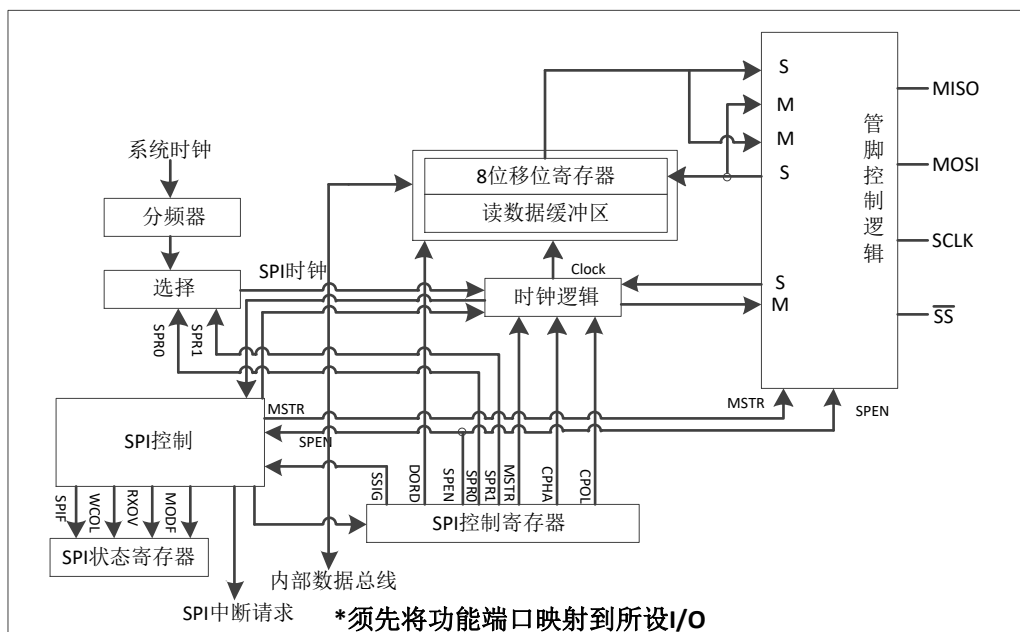 S
MISO
M
M
MOSI
S
管脚控制逻辑
SCLK
SS
S
M
系统时钟
分频器
选择
SPI时钟
8位移位寄存器
读数据缓冲区
Clock
时钟逻辑
SPR0
SPR1
MSTR
SPEN
SPI控制
MSTR
SPEN
SSIG
DORD
SPEN
SPR0
SPR1
MSTR
CPHA
CPOL
SPI控制寄存器
SPIF
WCOL
RXOV
MODF
SPI状态寄存器
内部数据总线
SPI中断请求
*须先将功能端口映射到所设I/O